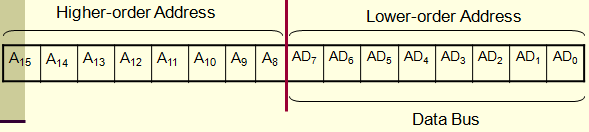 Higher-order Address Lower-order Address
A15 A14 A13 A12 A11 A10 A9 A8 AD7 AD6 AD5 AD4 AD3 AD2 AD1 AD0
Data Bus